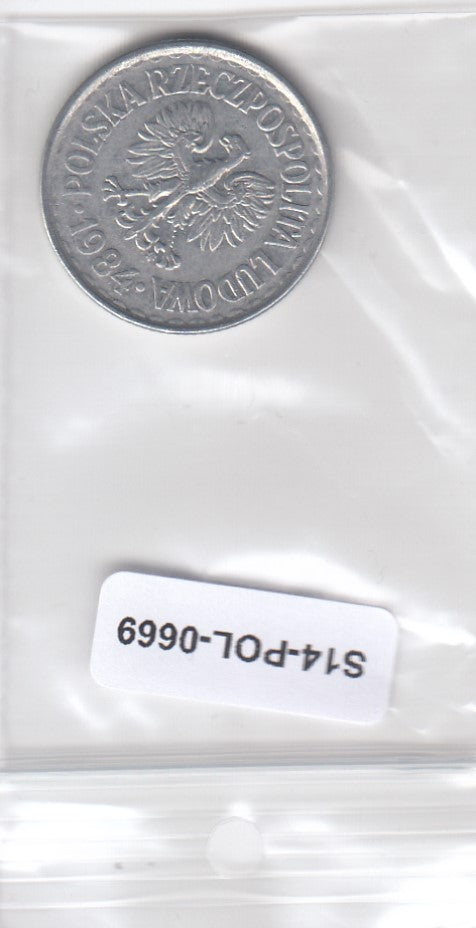 POLSKA RZECZPOSPOLITA LUDOWA
· 1984 ·
S14-POL-0669